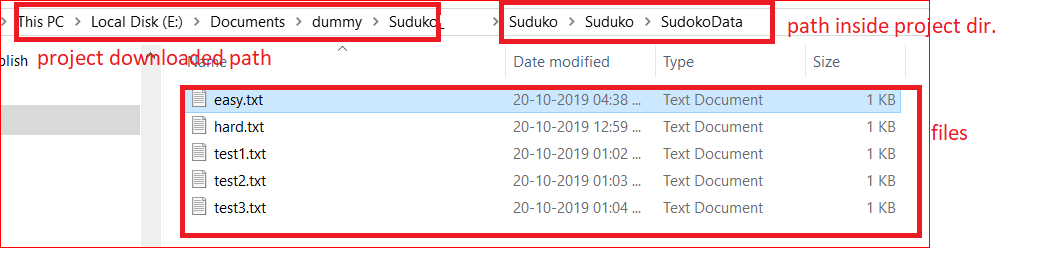 This PC > Local Disk (E:) > Documents > dummy > Suduko_ > Suduko > Suduko > SudokoData
path inside project dir.
plish
project downloaded path
Name Date modified Type Size
easy.txt 20-10-2019 04:38 ... Text Document 1 KB
hard.txt 20-10-2019 12:59 ... Text Document 1 KB
files
test1.txt 20-10-2019 01:02 ... Text Document 1 KB
test2.txt 20-10-2019 01:03 ... Text Document 1 KB
test3.txt 20-10-2019 01:04 ... Text Document 1 KB